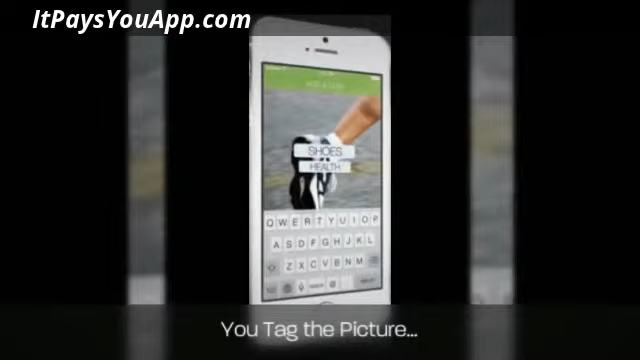 ItPaysYouApp.com
SHOES
HEALTH
QWERTYUIOP
ASDFGHJKL
ZXCVBNM
You Tag the Picture...